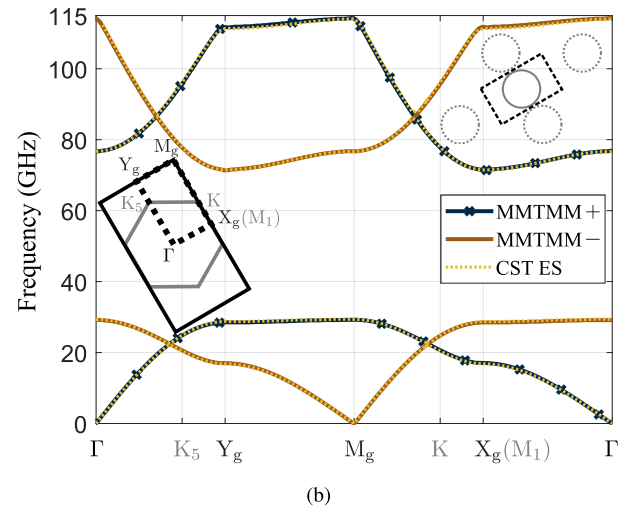 115
100
80
60
40
20
0
Frequency (GHz)
M_g
Y_g
K_5
K
X_g(M_1)
Γ
MMTMM +
MMTMM −
CST ES
Γ K_5 Y_g M_g K X_g(M_1) Γ
(b)